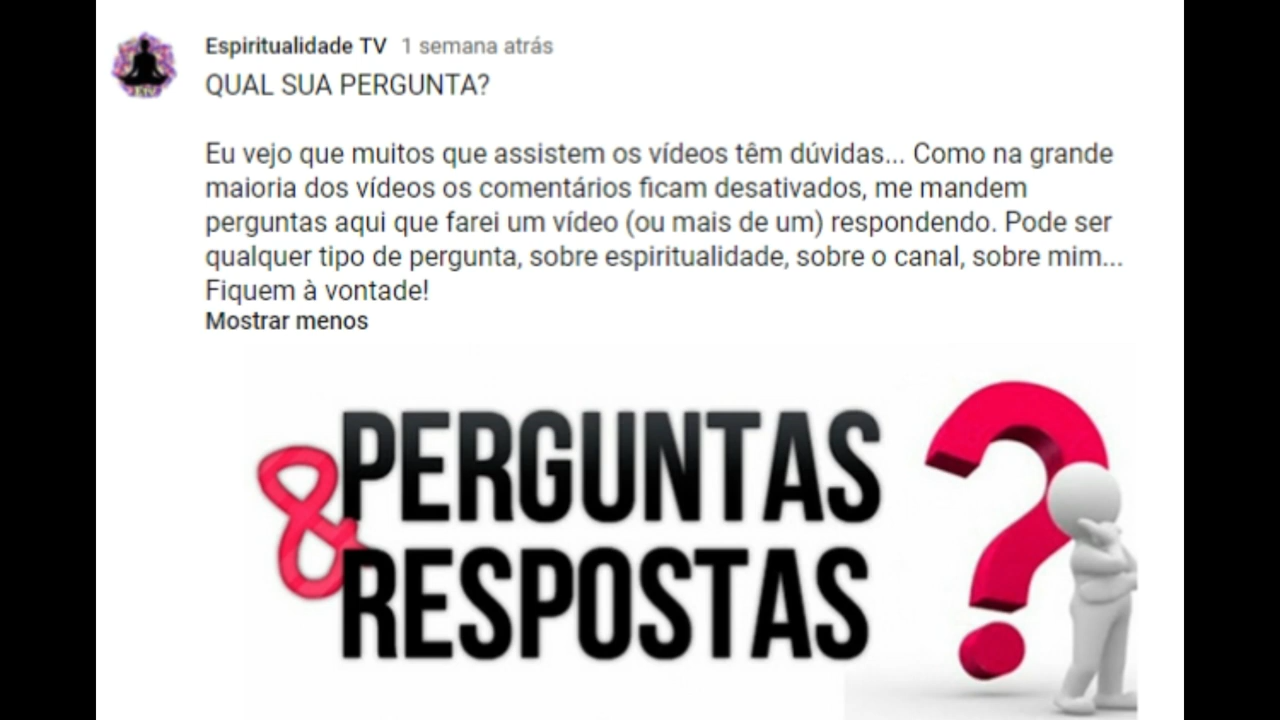 Espiritualidade TV 1 semana atrás
QUAL SUA PERGUNTA?
Eu vejo que muitos que assistem os vídeos têm dúvidas... Como na grande
maioria dos vídeos os comentários ficam desativados, me mandem
perguntas aqui que farei um vídeo (ou mais de um) respondendo. Pode ser
qualquer tipo de pergunta, sobre espiritualidade, sobre o canal, sobre mim...
Fiquem à vontade!
Mostrar menos
PERGUNTAS
& RESPOSTAS
?